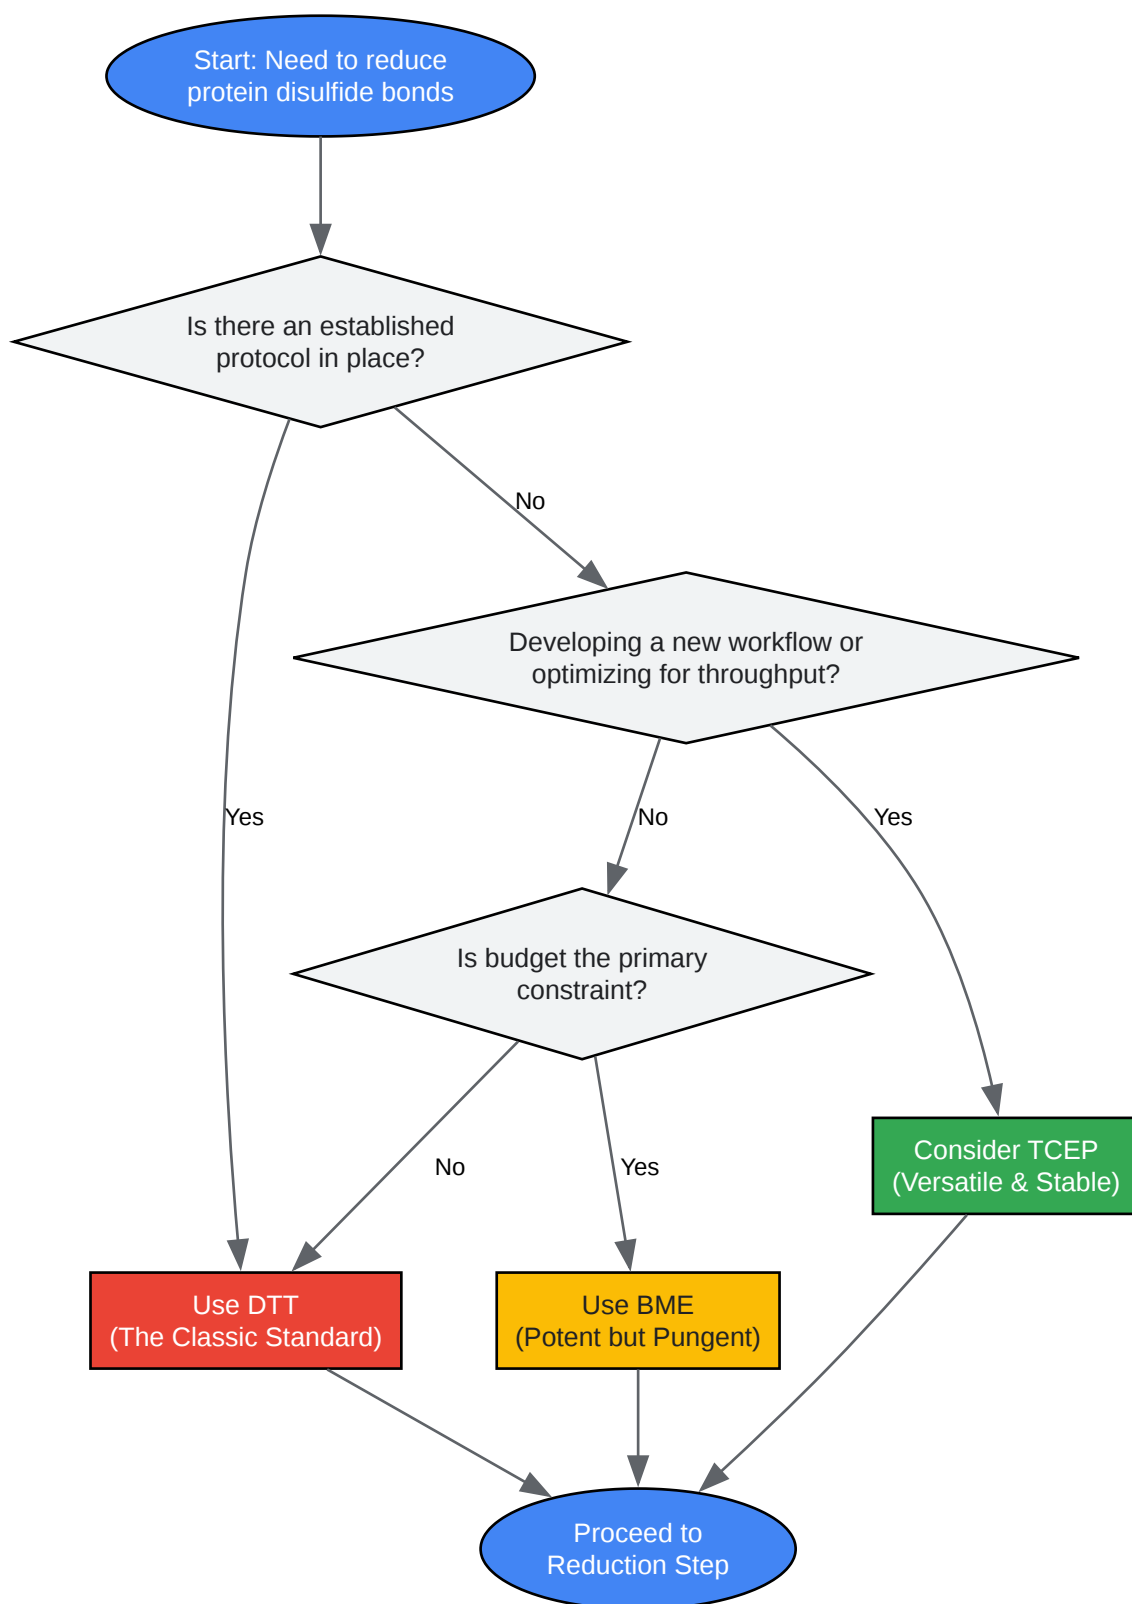 Start: Need to reduce
protein disulfide bonds
Is there an established
protocol in place?
No
Developing a new workflow or
optimizing for throughput?
Yes
No
Yes
Is budget the primary
constraint?
No
Yes
Consider TCEP
(Versatile & Stable)
Use DTT
(The Classic Standard)
Use BME
(Potent but Pungent)
Proceed to
Reduction Step